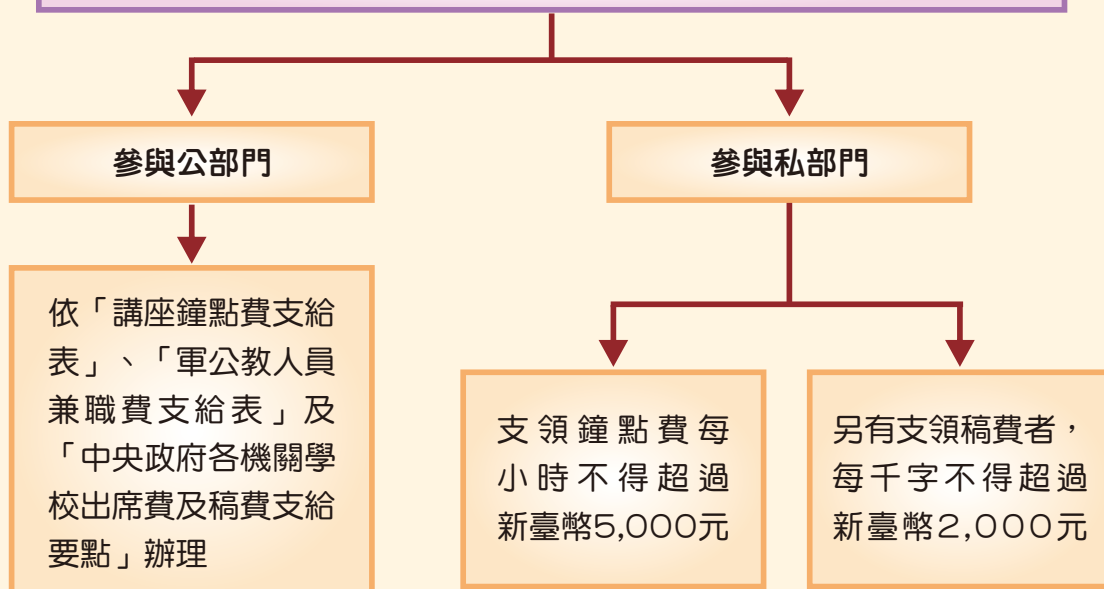 參與公部門
參與私部門
依「講座鐘點費支給
表」、「軍公教人員
兼職費支給表」及
「中央政府各機關學
校出席費及稿費支給
要點」辦理
支領鐘點費每
小時不得超過
新臺幣5,000元
另有支領稿費者，
每千字不得超過
新臺幣2,000元